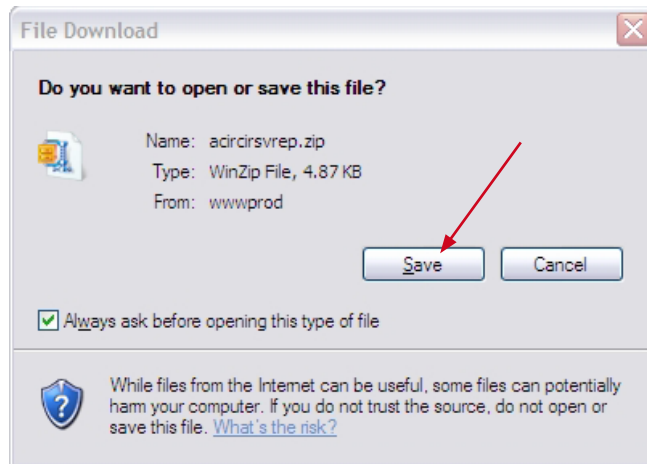 File Download
Do you want to open or save this file?
Name: acircirsvrep.zip
Type: WinZip File, 4.87 KB
From: wwwprod
Save Cancel
Always ask before opening this type of file
While files from the Internet can be useful, some files can potentially
harm your computer. If you do not trust the source, do not open or
save this file. What's the risk?